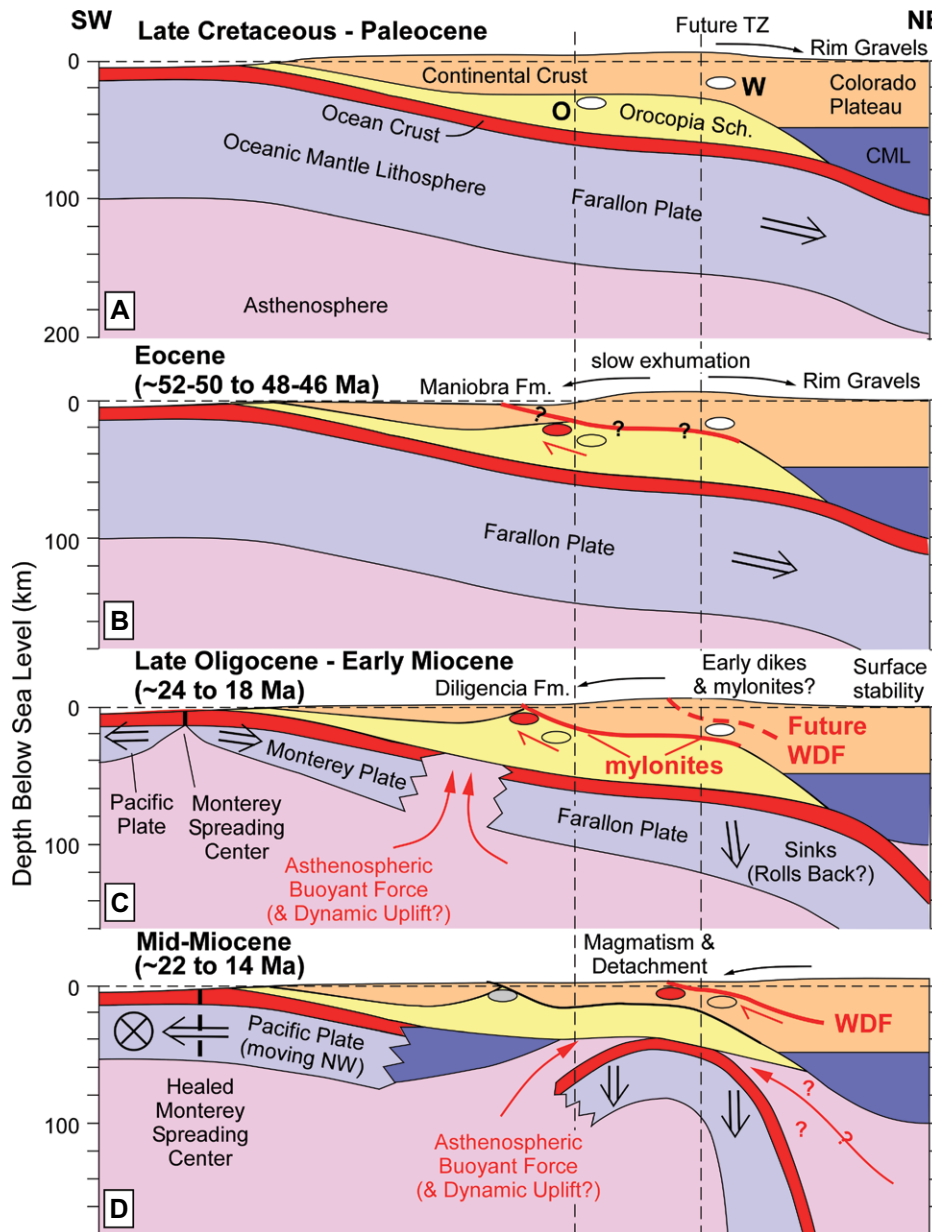 SW
Future TZ
NE
Late Cretaceous - Paleocene
Rim Gravels
0
Continental Crust
W
Colorado
Plateau
O
Orocopia Sch.
Ocean Crust
CML
Oceanic Mantle Lithosphere
100
Farallon Plate
Asthenosphere
A
200
Eocene
(~52-50 to 48-46 Ma)
slow exhumation
Maniobra Fm.
Rim Gravels
0
?
?
?
100
Farallon Plate
B
Depth Below Sea Level (km)
Late Oligocene - Early Miocene
(~24 to 18 Ma)
Early dikes
& mylonites?
Surface
stability
Diligencia Fm.
0
Future
WDF
mylonites
Monterey Plate
Pacific
Plate
Monterey
Spreading
Center
Farallon Plate
100
Sinks
(Rolls Back?)
Asthenospheric
Buoyant Force
(& Dynamic Uplift?)
C
Mid-Miocene
(~22 to 14 Ma)
Magmatism &
Detachment
0
WDF
Pacific Plate
(moving NW)
Healed
Monterey
Spreading
Center
?
?
?
100
Asthenospheric
Buoyant Force
(& Dynamic Uplift?)
D